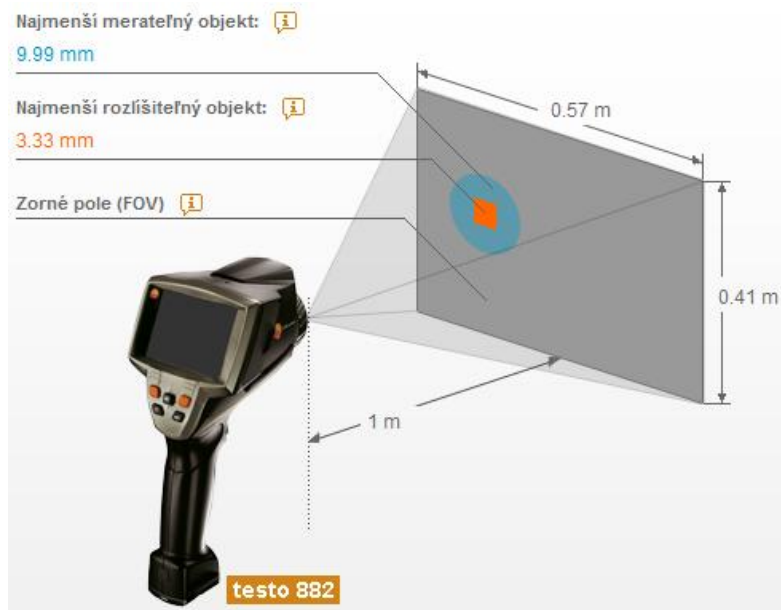 Najmenší merateľný objekt:
9.99 mm
Najmenší rozlíšiteľný objekt:
3.33 mm
Zorné pole (FOV)
0.57 m
0.41 m
1 m
testo 882